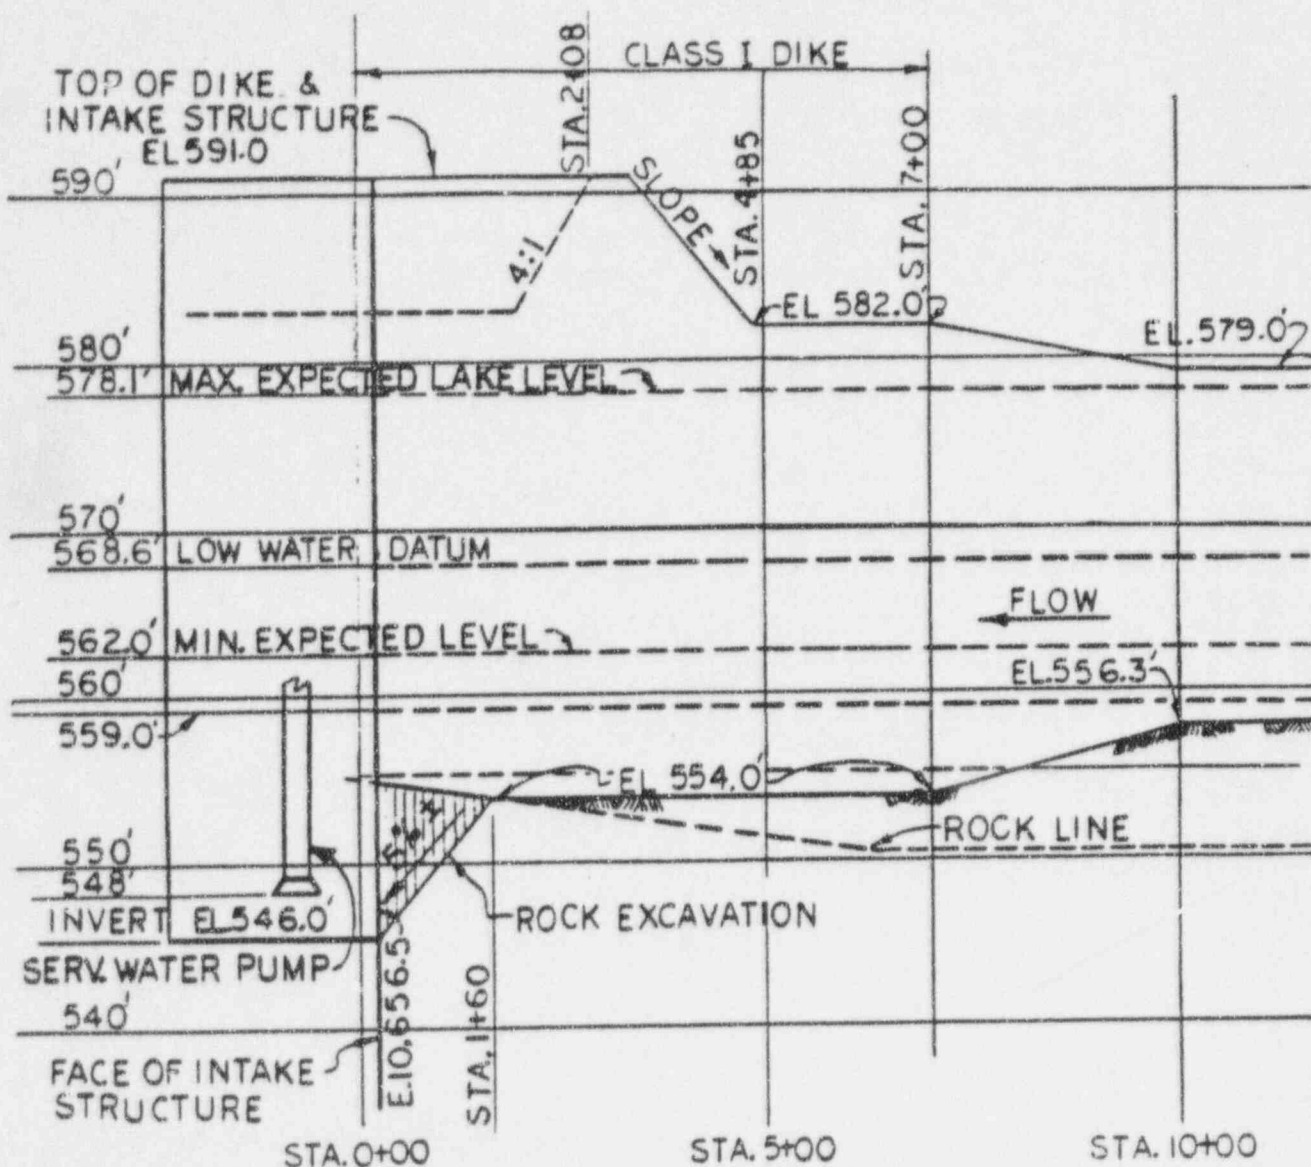 CLASS I DIKE
TOP OF DIKE &
INTAKE STRUCTURE
EL 591.0
STA. 2+08
SLOPE
STA. 4+85
STA. 7+00
590'
4:1
EL 582.0'
EL. 579.0'
580'
578.1' MAX. EXPECTED LAKE LEVEL
570'
568.6' LOW WATER DATUM
FLOW
562.0' MIN. EXPECTED LEVEL
560'
EL. 556.3'
559.0'
EL 554.0'
ROCK LINE
550'
548'
ROCK EXCAVATION
INVERT EL. 546.0'
SERV. WATER PUMP
E.10,656.5
STA. 1+60
540'
FACE OF INTAKE
STRUCTURE
STA. 0+00
STA. 5+00
STA. 10+00